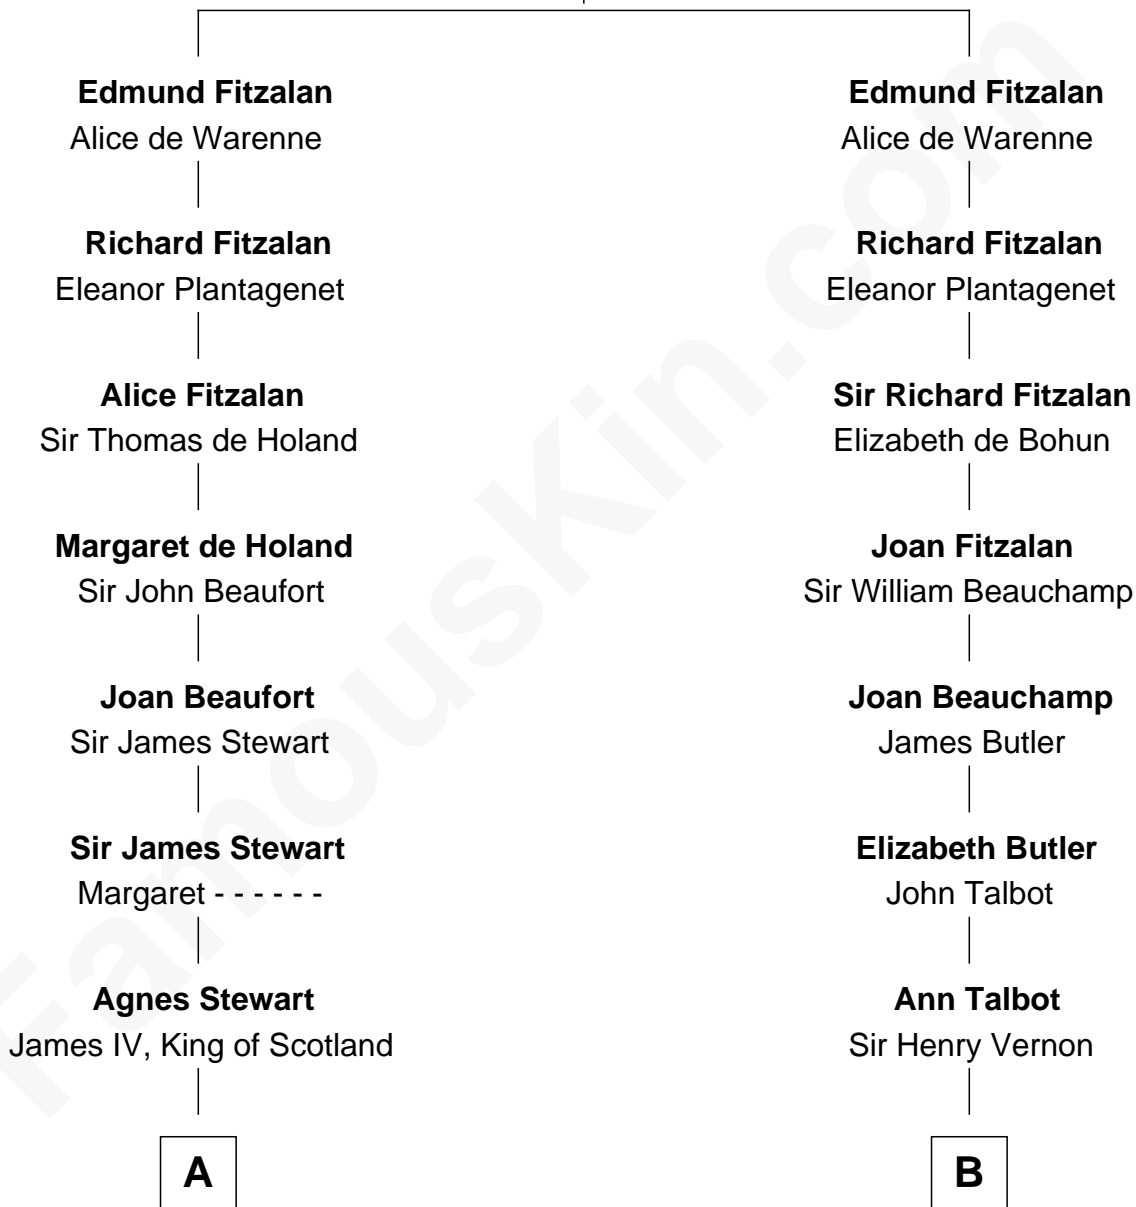 Edmund Fitzalan
Alice de Warenne
Richard Fitzalan
Eleanor Plantagenet
Alice Fitzalan
Sir Thomas de Holand
Margaret de Holand
Sir John Beaufort
Joan Beaufort
Sir James Stewart
Sir James Stewart
Margaret - - - - - -
Agnes Stewart
James IV, King of Scotland
A
Edmund Fitzalan
Alice de Warenne
Richard Fitzalan
Eleanor Plantagenet
Sir Richard Fitzalan
Elizabeth de Bohun
Joan Fitzalan
Sir William Beauchamp
Joan Beauchamp
James Butler
Elizabeth Butler
John Talbot
Ann Talbot
Sir Henry Vernon
B
FamousKin.com